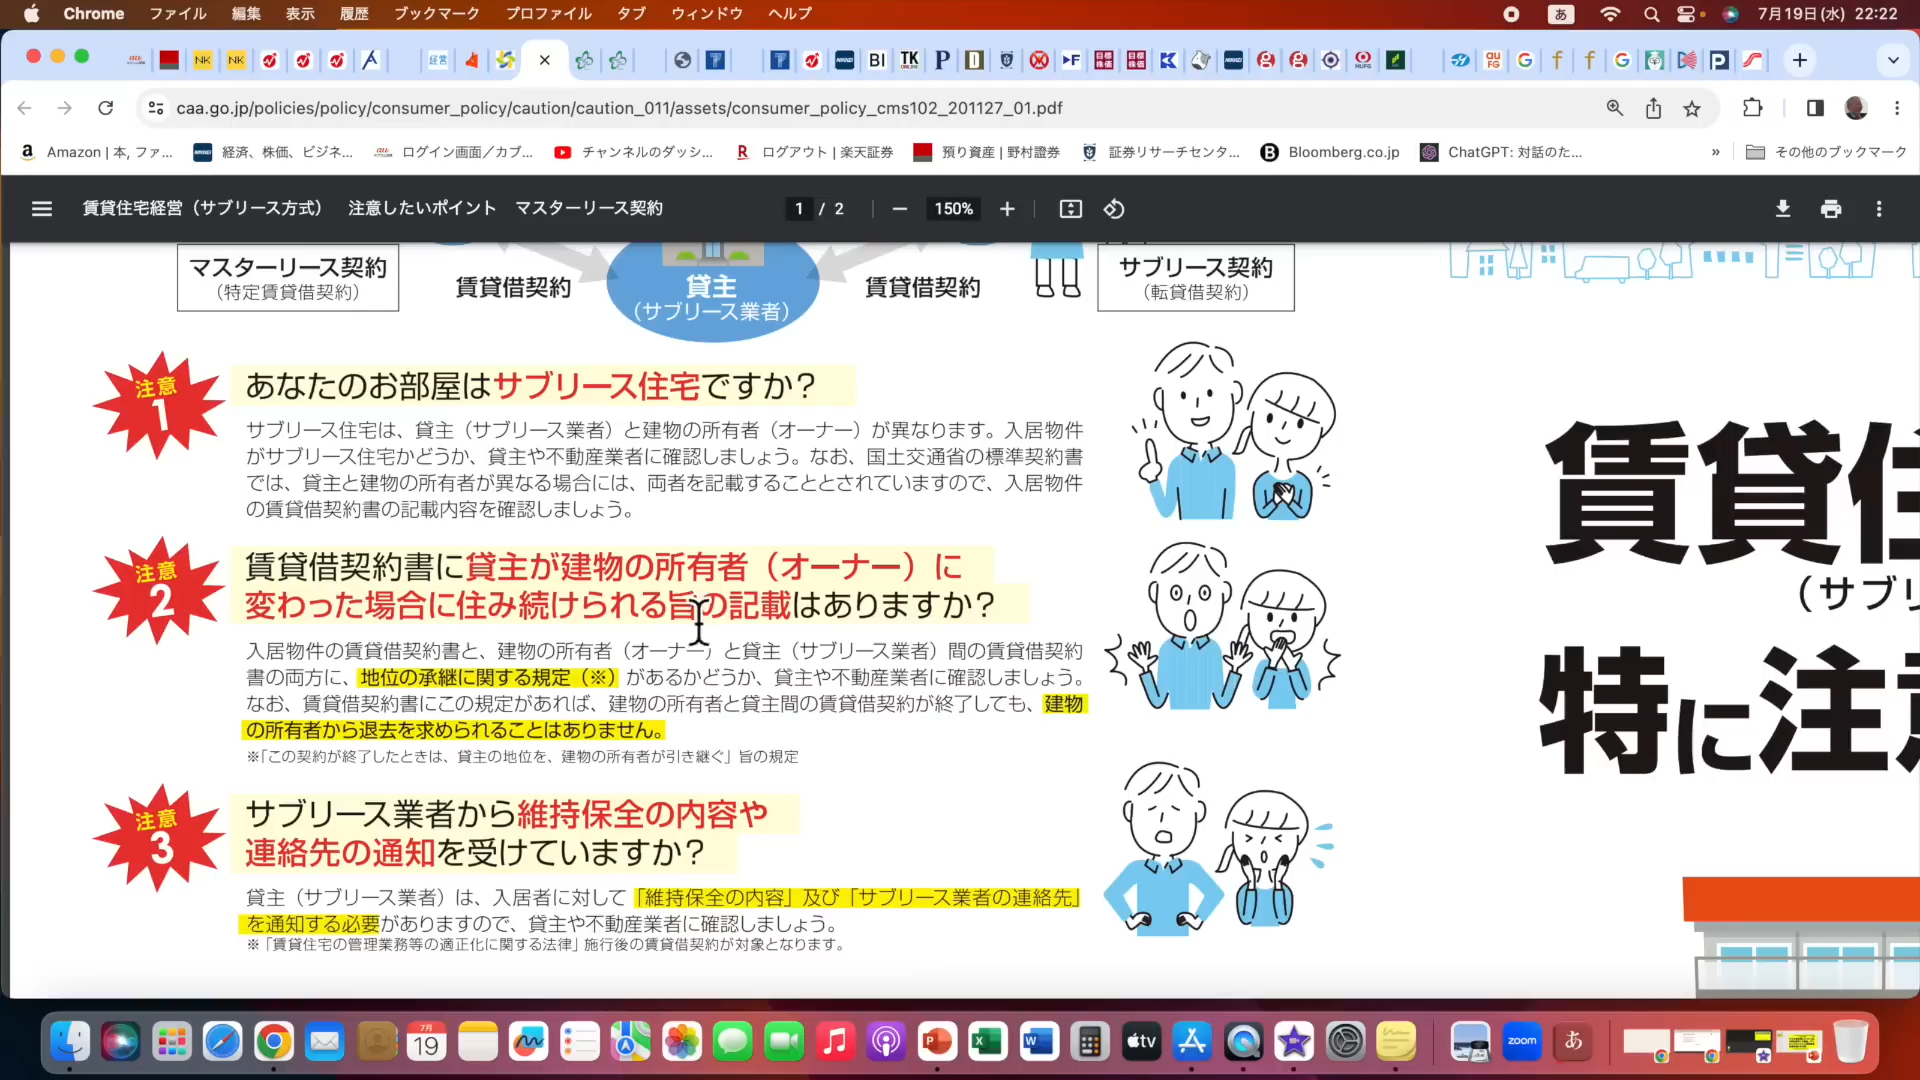 Chrome ファイル 編集 表示 履歴 ブックマーク プロファイル タブ ウィンドウ ヘルプ あ 7月19日(水) 22:22
caa.go.jp/policies/policy/consumer_policy/caution/caution_011/assets/consumer_policy_cms102_201127_01.pdf
Amazon | 本, ファ... 経済、株価、ビジネ... ログイン画面／カブ... チャンネルのダッシ... ログアウト | 楽天証券 預り資産 | 野村證券 証券リサーチセンタ... Bloomberg.co.jp ChatGPT: 対話のた... » その他のブックマーク
賃貸住宅経営（サブリース方式） 注意したいポイント マスターリース契約 1 / 2 150%
マスターリース契約
（特定賃貸借契約）
賃貸借契約
貸主
（サブリース業者）
賃貸借契約
サブリース契約
（転貸借契約）
注意
1
あなたのお部屋はサブリース住宅ですか？
サブリース住宅は、貸主（サブリース業者）と建物の所有者（オーナー）が異なります。入居物件
がサブリース住宅かどうか、貸主や不動産業者に確認しましょう。なお、国土交通省の標準契約書
では、貸主と建物の所有者が異なる場合には、両者を記載することとされていますので、入居物件
の賃貸借契約書の記載内容を確認しましょう。
注意
2
賃貸借契約書に貸主が建物の所有者（オーナー）に
変わった場合に住み続けられる旨の記載はありますか？
入居物件の賃貸借契約書と、建物の所有者（オーナー）と貸主（サブリース業者）間の賃貸借契約
書の両方に、地位の承継に関する規定（※）があるかどうか、貸主や不動産業者に確認しましょう。
なお、賃貸借契約書にこの規定があれば、建物の所有者と貸主間の賃貸借契約が終了しても、建物
の所有者から退去を求められることはありません。
※「この契約が終了したときは、貸主の地位を、建物の所有者が引き継ぐ」旨の規定
注意
3
サブリース業者から維持保全の内容や
連絡先の通知を受けていますか？
貸主（サブリース業者）は、入居者に対して「維持保全の内容」及び「サブリース業者の連絡先」
を通知する必要がありますので、貸主や不動産業者に確認しましょう。
※「賃貸住宅の管理業務等の適正化に関する法律」施行後の賃貸借契約が対象となります。
賃貸住
（サブリ
特に注意
7月
19
tv
zoom
あ